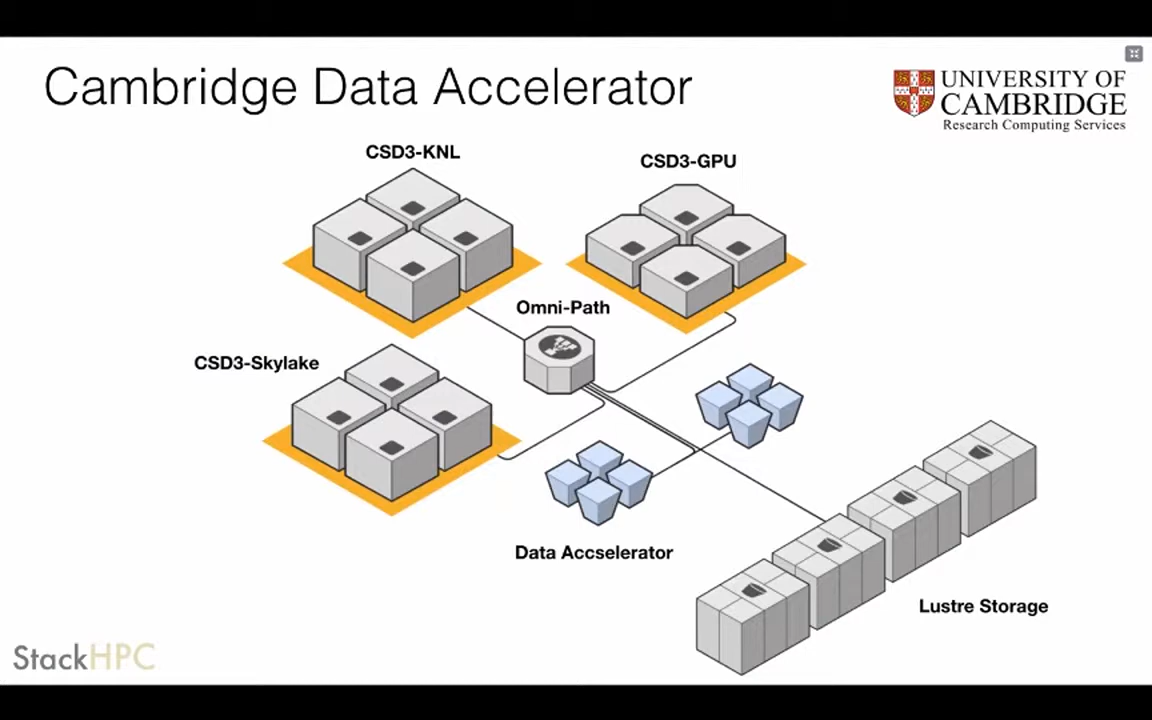 Cambridge Data Accelerator
UNIVERSITY OF
CAMBRIDGE
Research Computing Services
CSD3-KNL
CSD3-GPU
Omni-Path
CSD3-Skylake
Data Accselerator
Lustre Storage
StackHPC